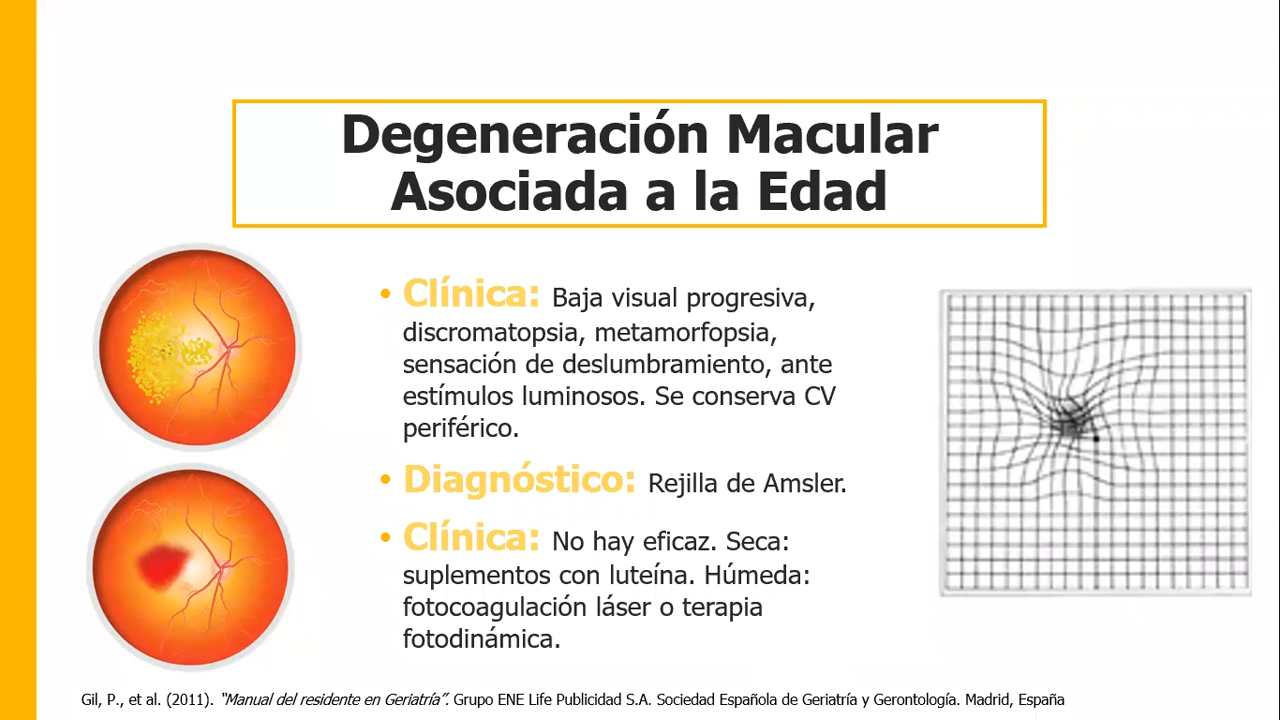 Degeneración Macular
Asociada a la Edad
• Clínica: Baja visual progresiva,
discromatopsia, metamorfopsia,
sensación de deslumbramiento, ante
estímulos luminosos. Se conserva CV
periférico.
• Diagnóstico: Rejilla de Amsler.
• Clínica: No hay eficaz. Seca:
suplementos con luteína. Húmeda:
fotocoagulación láser o terapia
fotodinámica.
Gil, P., et al. (2011). “Manual del residente en Geriatría”. Grupo ENE Life Publicidad S.A. Sociedad Española de Geriatría y Gerontología. Madrid, España